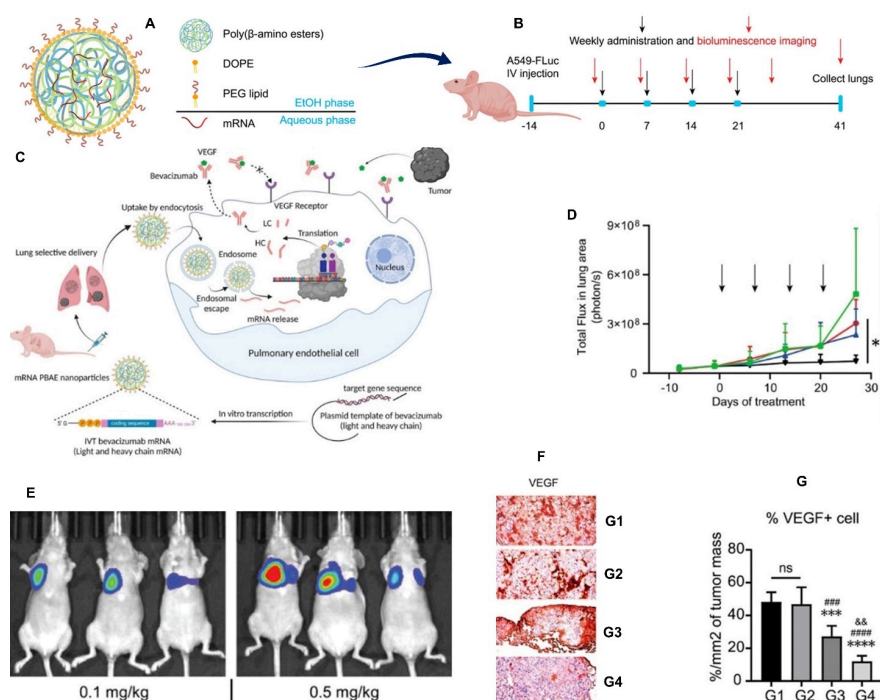 A
Poly(β-amino esters)
DOPE
PEG lipid
EtOH phase
mRNA
Aqueous phase
B
Weekly administration and bioluminescence imaging
A549-FLuc
IV injection
Collect lungs
-14
0
7
14
21
41
C
VEGF
Bevacizumab
Tumor
VEGF Receptor
Uptake by endocytosis
LC
HC
Translation
Lung selective delivery
Endosome
Nucleus
Endosomal
escape
mRNA release
Pulmonary endothelial cell
mRNA PBAE nanoparticles
target gene sequence
In vitro transcription
Plasmid template of bevacizumab
(light and heavy chain)
5'
coding sequence
3'
IVT bevacizumab mRNA
(Light and heavy chain mRNA)
D
Total Flux in lung area
(photon/s)
9×10⁸
6×10⁸
3×10⁸
0
-10
0
10
20
30
*
Days of treatment
E
0.1 mg/kg
0.5 mg/kg
F
VEGF
G1
G2
G3
G4
G
% VEGF+ cell
%/mm2 of tumor mass
80
60
40
20
0
ns
###
***
&&
####
****
G1
G2
G3
G4